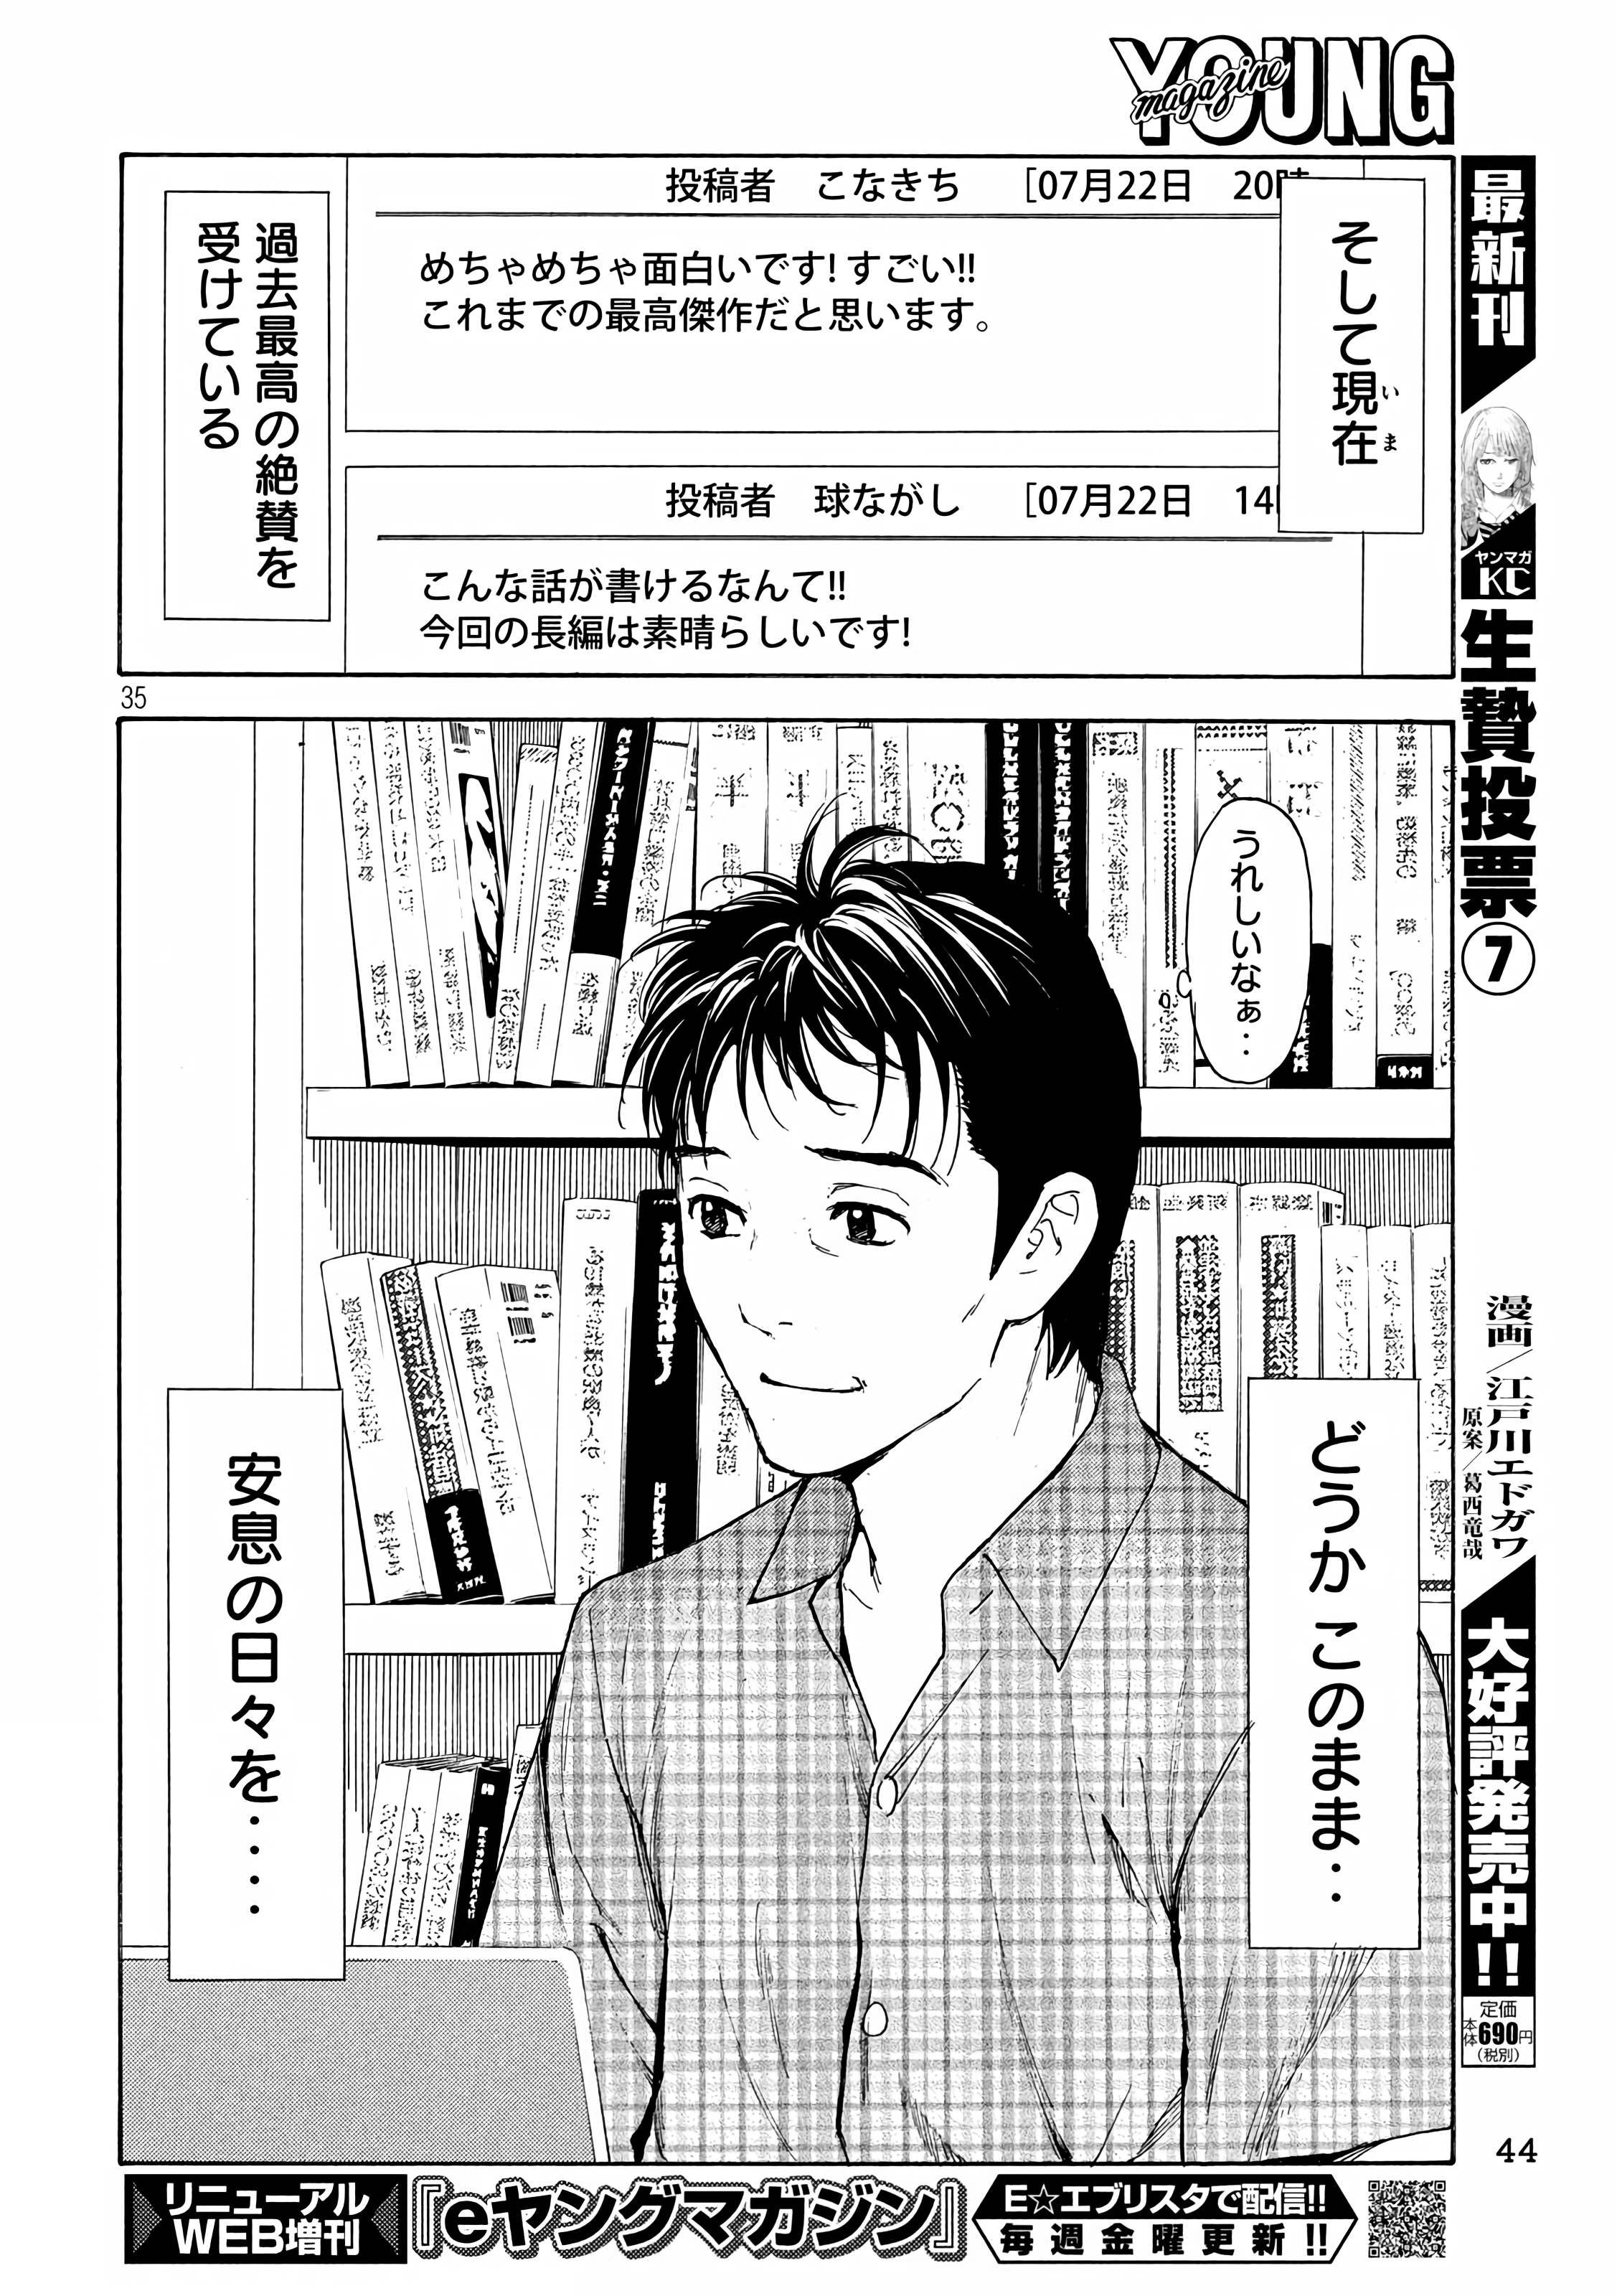 YOUNG
magazine
そして現在
いま
投稿者 こなきち [07月22日 20時
めちゃめちゃ面白いです! すごい!!
これまでの最高傑作だと思います。
投稿者 球ながし [07月22日 14
こんな話が書けるなんて!!
今回の長編は素晴らしいです!
過去最高の絶賛を
受けている
35
うれしいなぁ‥
どうか このまま‥
安息の日々を‥‥
最新刊
ヤンマガ
KC
生贄投票⑦
漫画/江戸川エドガワ
原案/葛西竜哉
大好評発売中!!
定価
本体690円
(税別)
44
リニューアル
WEB増刊
『eヤングマガジン』
E☆エブリスタで配信!!
毎週金曜更新!!